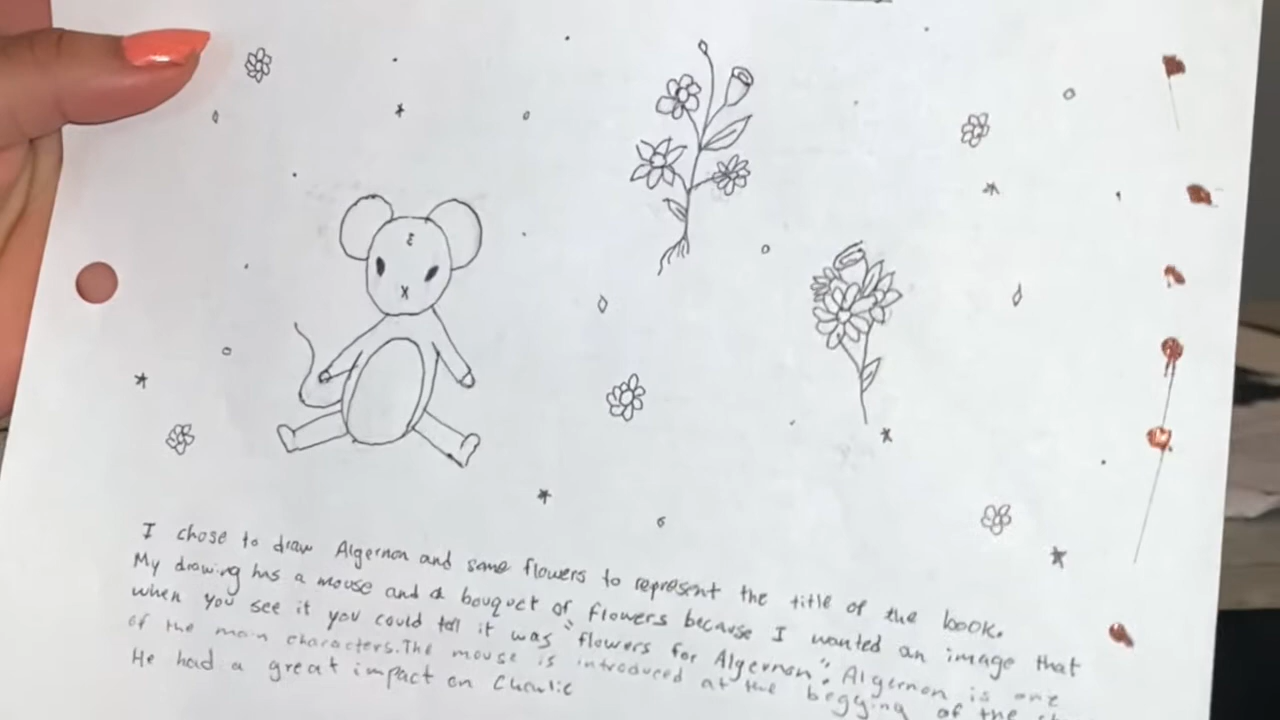 I chose to draw Algernon and some flowers to represent the title of the book.
My drawing has a mouse and a bouquet of flowers because I wanted an image that
when you see it you could tell it was "flowers for Algernon". Algernon is one
of the main characters. The mouse is introduced at the begying of the
He had a great impact on Charlie